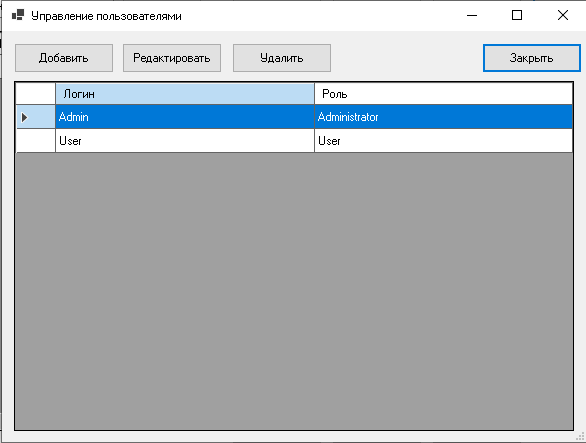 Управление пользователями
Добавить Редактировать Удалить Закрыть
Логин Роль
Admin Administrator
User User